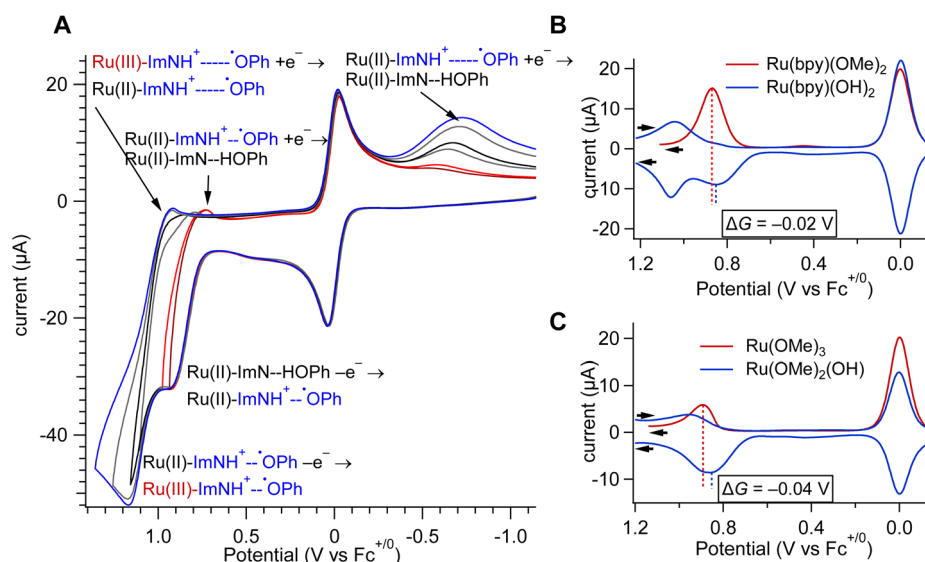 A
Ru(III)-ImNH+-----•OPh +e− →
Ru(II)-ImNH+-----•OPh
Ru(II)-ImNH+-----•OPh +e− →
Ru(II)-ImN--HOPh
Ru(II)-ImNH+--•OPh +e− →
Ru(II)-ImN--HOPh
Ru(II)-ImN--HOPh –e− →
Ru(II)-ImNH+--•OPh
Ru(II)-ImNH+--•OPh –e− →
Ru(III)-ImNH+--•OPh
current (µA)
20
0
-20
-40
1.0
0.5
0.0
-0.5
-1.0
Potential (V vs Fc+/0)
B
Ru(bpy)(OMe)2
Ru(bpy)(OH)2
current (µA)
20
10
0
-10
-20
ΔG = –0.02 V
1.2
0.8
0.4
0.0
Potential (V vs Fc+/0)
C
Ru(OMe)3
Ru(OMe)2(OH)
current (µA)
20
10
0
-10
ΔG = –0.04 V
1.2
0.8
0.4
0.0
Potential (V vs Fc+/0)